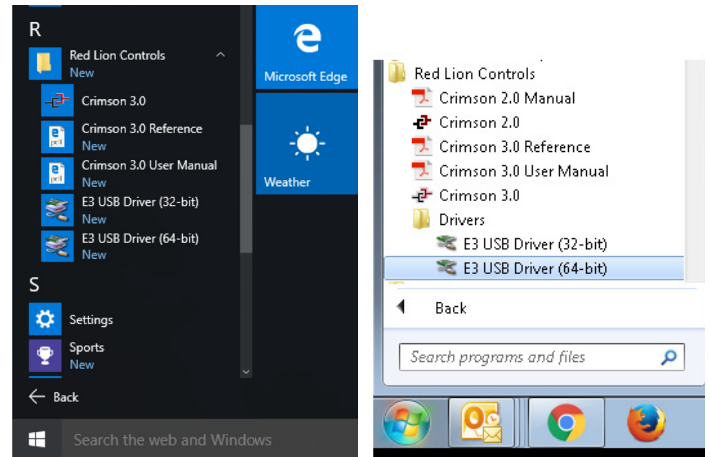 R
Red Lion Controls
New
Crimson 3.0
Crimson 3.0 Reference
New
Crimson 3.0 User Manual
New
E3 USB Driver (32-bit)
New
E3 USB Driver (64-bit)
New
S
Settings
Sports
New
Back
Search the web and Windows
Microsoft Edge
Weather
Red Lion Controls
Crimson 2.0 Manual
Crimson 2.0
Crimson 3.0 Reference
Crimson 3.0 User Manual
Crimson 3.0
Drivers
E3 USB Driver (32-bit)
E3 USB Driver (64-bit)
Back
Search programs and files